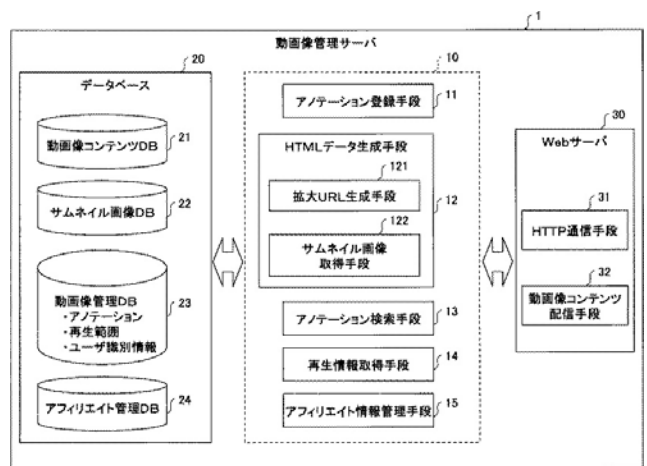 1
動画像管理サーバ
20
データベース
21
動画像コンテンツDB
22
サムネイル画像DB
23
動画像管理DB
・アノテーション
・再生範囲
・ユーザ識別情報
24
アフィリエイト管理DB
10
11
アノテーション登録手段
HTMLデータ生成手段
121
拡大URL生成手段
12
122
サムネイル画像
取得手段
13
アノテーション検索手段
14
再生情報取得手段
15
アフィリエイト情報管理手段
30
Webサーバ
31
HTTP通信手段
32
動画像コンテンツ
配信手段